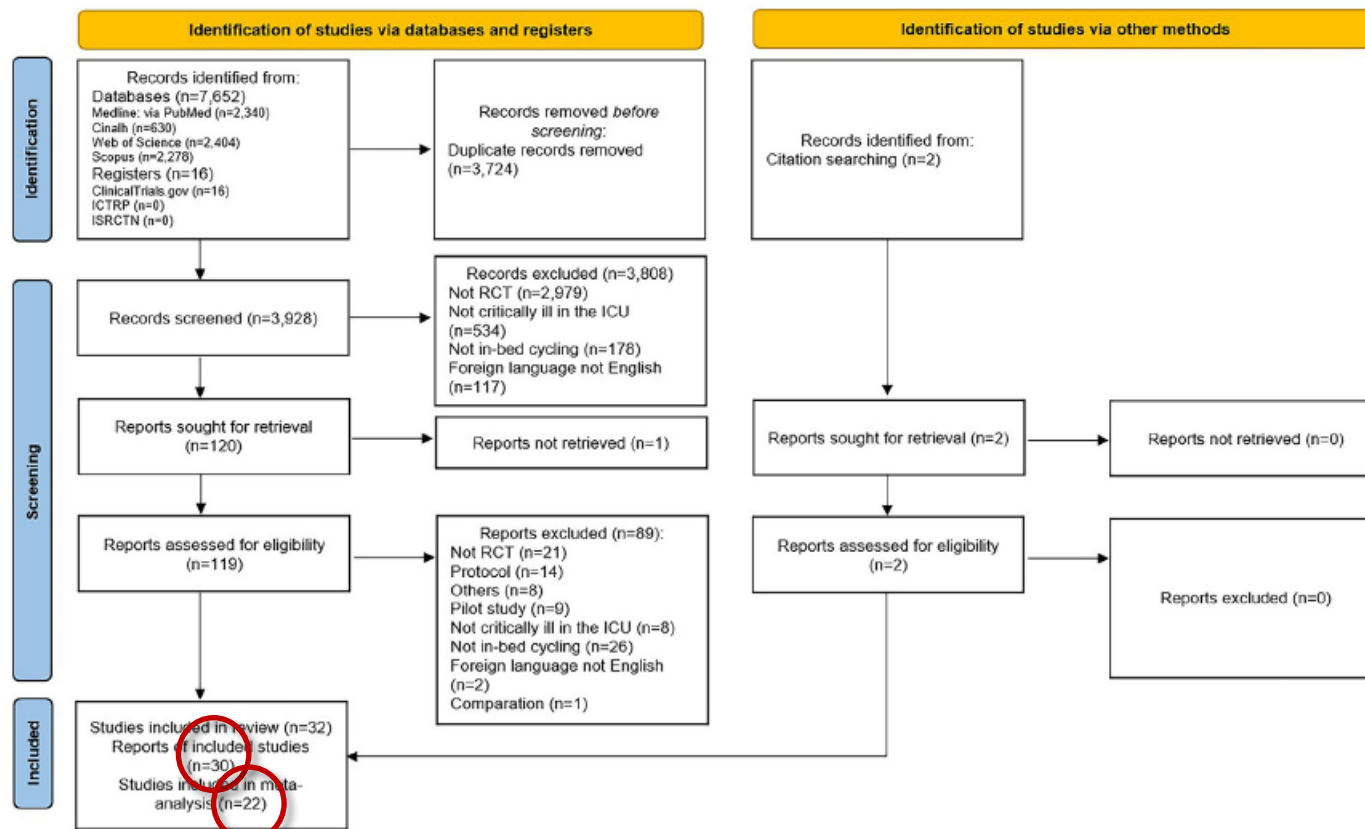 Identification of studies via databases and registers
Identification of studies via other methods
Identification
Records identified from:
Databases (n=7,652)
Medline: via PubMed (n=2,340)
Cinalh (n=630)
Web of Science (n=2,404)
Scopus (n=2,278)
Registers (n=16)
ClinicalTrials.gov (n=16)
ICTRP (n=0)
ISRCTN (n=0)
Records removed before
screening:
Duplicate records removed
(n=3,724)
Records identified from:
Citation searching (n=2)
Screening
Records screened (n=3,928)
Records excluded (n=3,808)
Not RCT (n=2,979)
Not critically ill in the ICU
(n=534)
Not in-bed cycling (n=178)
Foreign language not English
(n=117)
Reports sought for retrieval
(n=120)
Reports not retrieved (n=1)
Reports sought for retrieval (n=2)
Reports not retrieved (n=0)
Reports assessed for eligibility
(n=119)
Reports excluded (n=89):
Not RCT (n=21)
Protocol (n=14)
Others (n=8)
Pilot study (n=9)
Not critically ill in the ICU (n=8)
Not in-bed cycling (n=26)
Foreign language not English
(n=2)
Comparation (n=1)
Reports assessed for eligibility
(n=2)
Reports excluded (n=0)
Included
Studies included in review (n=32)
Reports of included studies
(n=30)
Studies included in meta-
analysis (n=22)